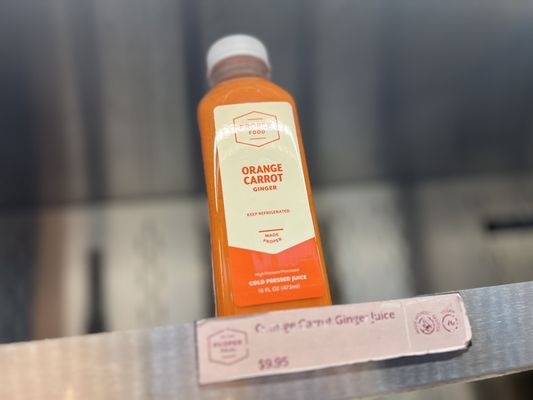 PROPER
FOOD
ORANGE
CARROT
GINGER
KEEP REFRIGERATED
MADE
PROPER
High Pressure Processed
COLD PRESSED JUICE
16 FL OZ (473ml)
Orange Carrot Ginger Juice
PROPER
FOOD
$9.95